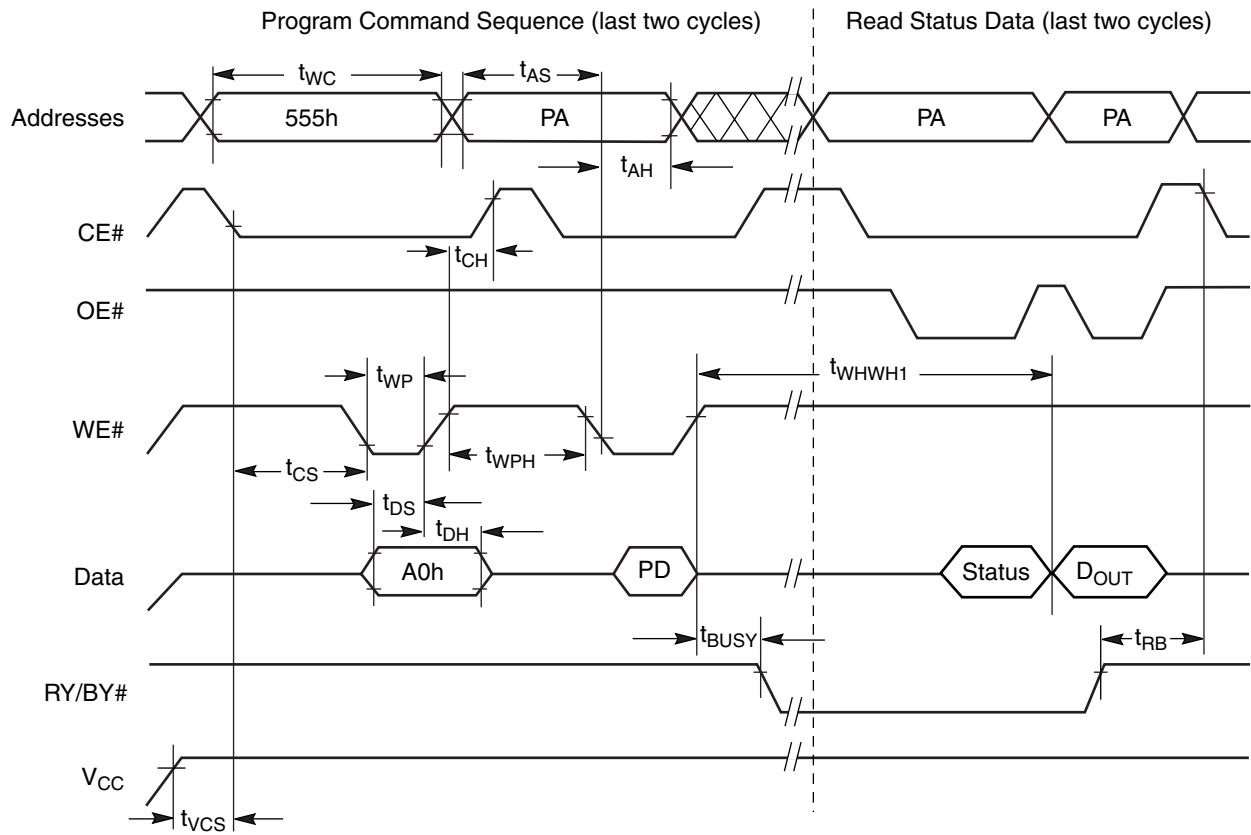 Program Command Sequence (last two cycles) Read Status Data (last two cycles)
tWC tAS
Addresses 555h PA PA PA
tAH
CE#
tCH
OE#
tWP tWHWH1
WE#
tCS tWPH
tDS
tDH
Data A0h PD Status DOUT
tBUSY tRB
RY/BY#
VCC
tVCS